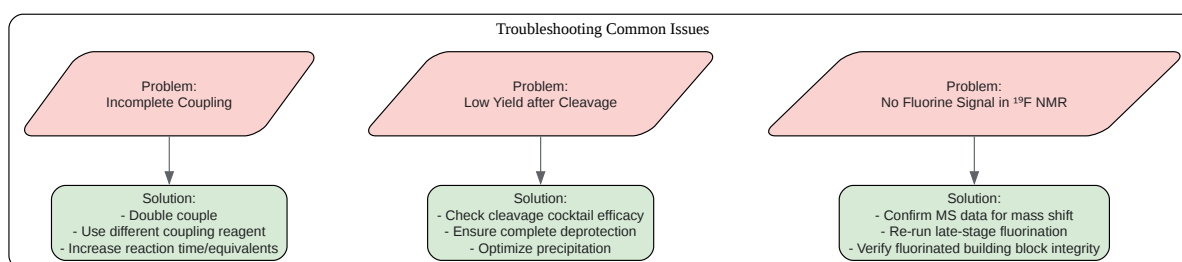 Troubleshooting Common Issues
Problem:
Incomplete Coupling
Problem:
Low Yield after Cleavage
Problem:
No Fluorine Signal in ¹⁹F NMR
Solution:
- Double couple
- Use different coupling reagent
- Increase reaction time/equivalents
Solution:
- Check cleavage cocktail efficacy
- Ensure complete deprotection
- Optimize precipitation
Solution:
- Confirm MS data for mass shift
- Re-run late-stage fluorination
- Verify fluorinated building block integrity